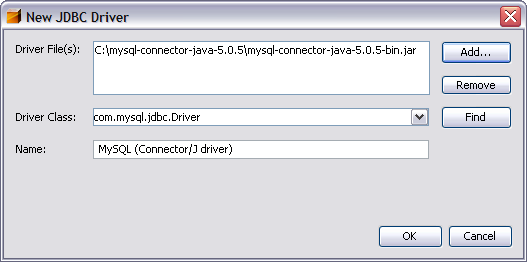 New JDBC Driver
Driver File(s):
C:\mysql-connector-java-5.0.5\mysql-connector-java-5.0.5-bin.jar
Add...
Remove
Driver Class:
com.mysql.jdbc.Driver
Find
Name:
MySQL (Connector/J driver)
OK
Cancel